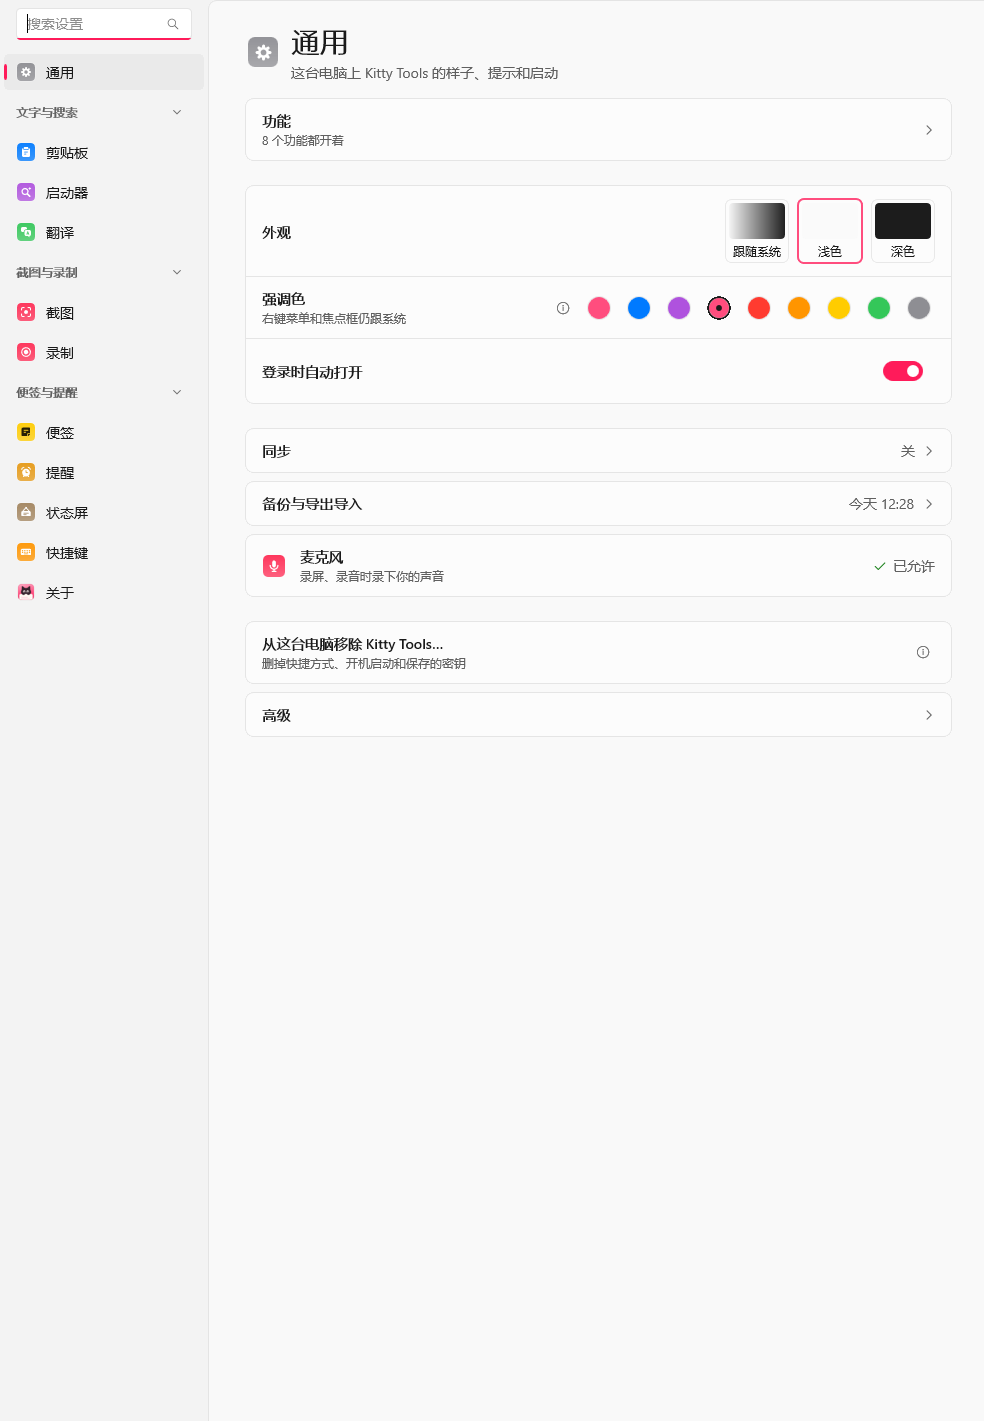 搜索设置
通用
文字与搜索
剪贴板
启动器
翻译
截图与录制
截图
录制
便签与提醒
便签
提醒
状态屏
快捷键
关于
通用
这台电脑上 Kitty Tools 的样子、提示和启动
功能
8 个功能都开着
外观
跟随系统
浅色
深色
强调色
右键菜单和焦点框仍跟系统
登录时自动打开
同步
关
备份与导出导入
今天 12:28
麦克风
录屏、录音时录下你的声音
已允许
从这台电脑移除 Kitty Tools...
删掉快捷方式、开机启动和保存的密钥
高级